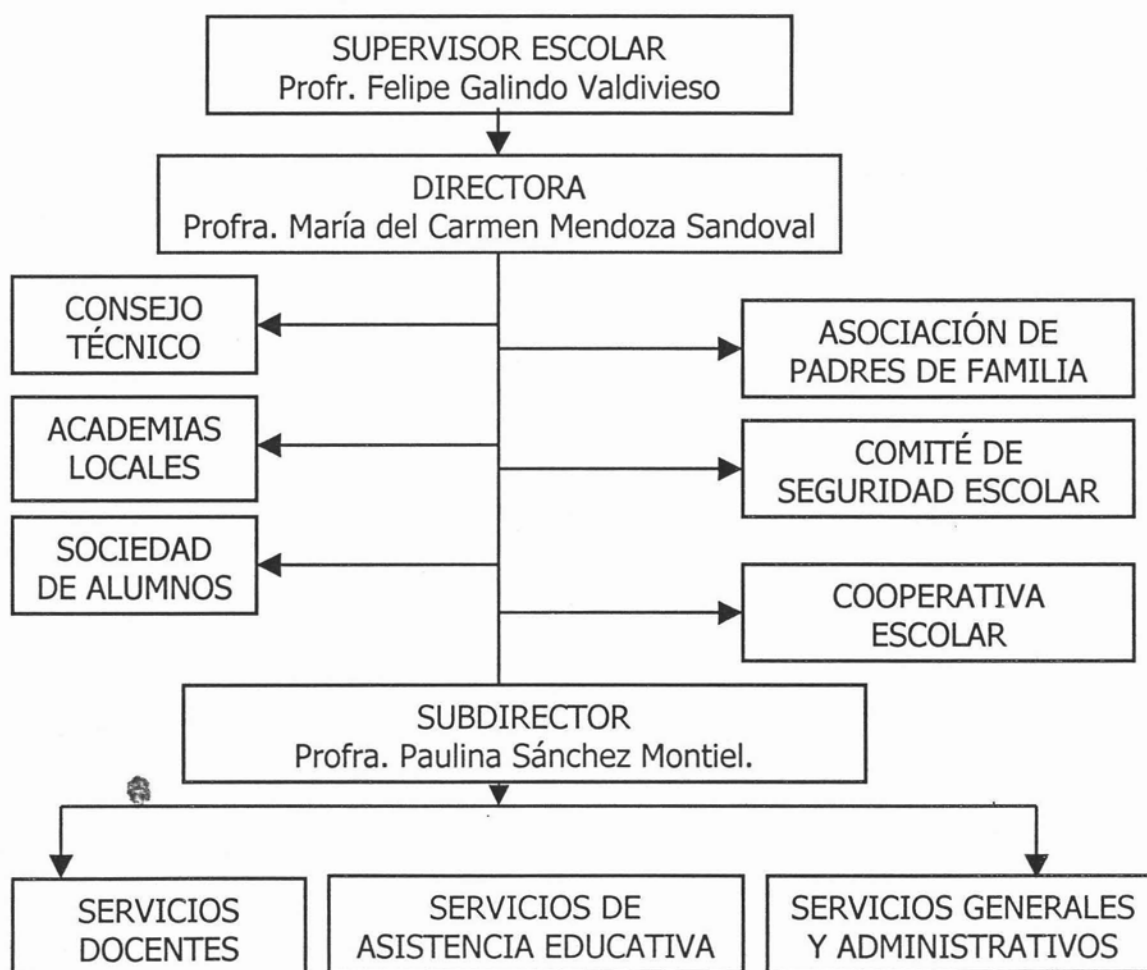 SUPERVISOR ESCOLAR
Profr. Felipe Galindo Valdivieso
DIRECTORA
Profra. María del Carmen Mendoza Sandoval
CONSEJO
TÉCNICO
ASOCIACIÓN DE
PADRES DE FAMILIA
ACADEMIAS
LOCALES
COMITÉ DE
SEGURIDAD ESCOLAR
SOCIEDAD
DE ALUMNOS
COOPERATIVA
ESCOLAR
SUBDIRECTOR
Profra. Paulina Sánchez Montiel.
SERVICIOS
DOCENTES
SERVICIOS DE
ASISTENCIA EDUCATIVA
SERVICIOS GENERALES
Y ADMINISTRATIVOS